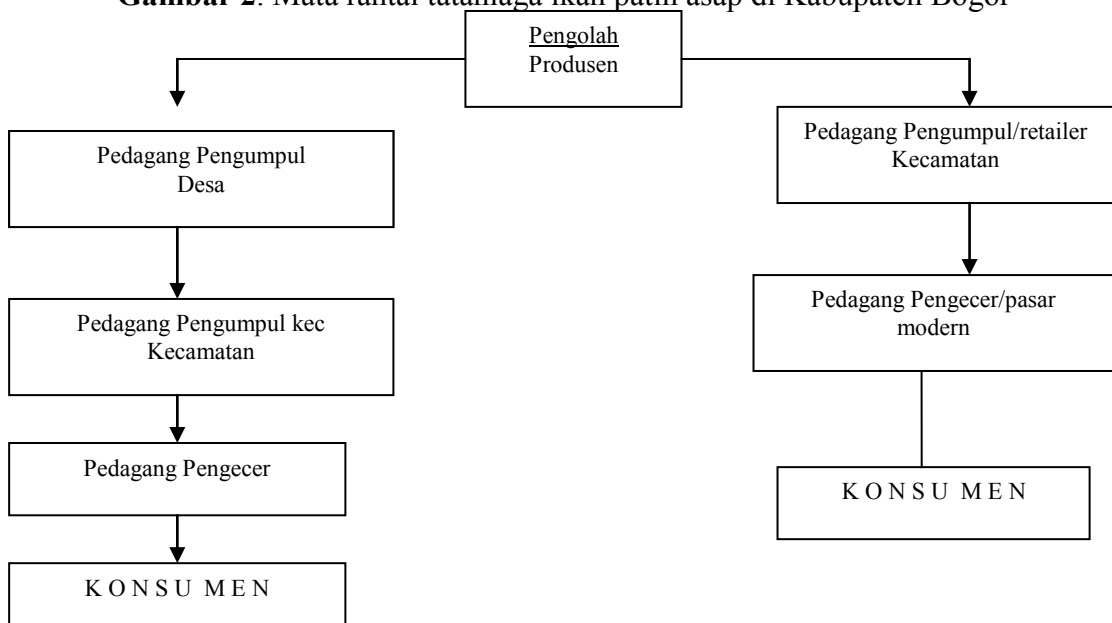 Gambar 2. Mata rantai tataniaga ikan patin asap di Kabupaten Bogor
Pengolah
Produsen
Pedagang Pengumpul
Desa
Pedagang Pengumpul kec
Kecamatan
Pedagang Pengecer
K O N S U M E N
Pedagang Pengumpul/retailer
Kecamatan
Pedagang Pengecer/pasar
modern
K O N S U M E N